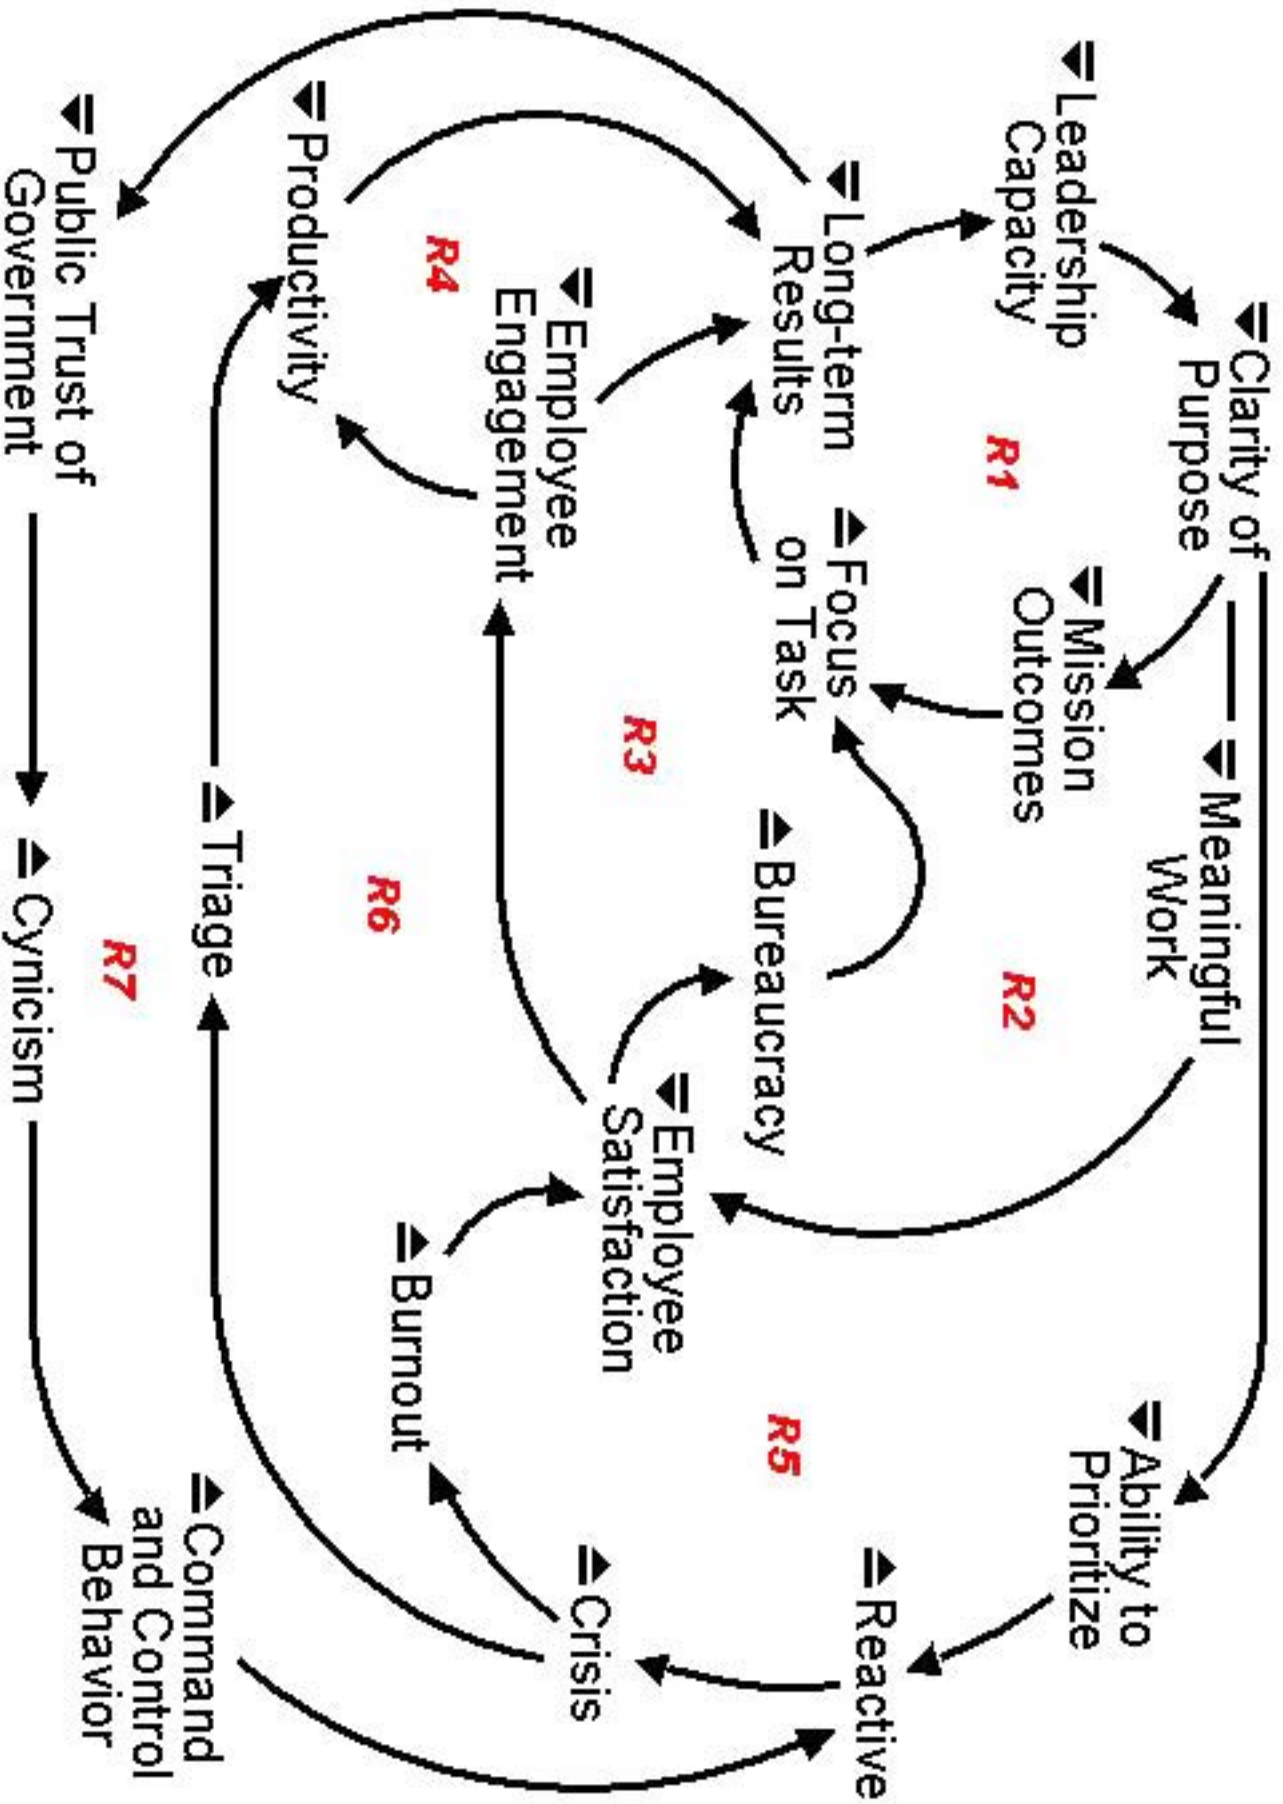 Clarity of
Purpose
Meaningful
Work
Ability to
Prioritize
Leadership
Capacity
Mission
Outcomes
R1
R2
Long-term
Results
Focus
on Task
Reactive
Bureaucracy
R5
R3
Employee
Satisfaction
Employee
Engagement
Crisis
R4
R6
Burnout
Productivity
Triage
Command
and Control
Behavior
R7
Public Trust of
Government
Cynicism